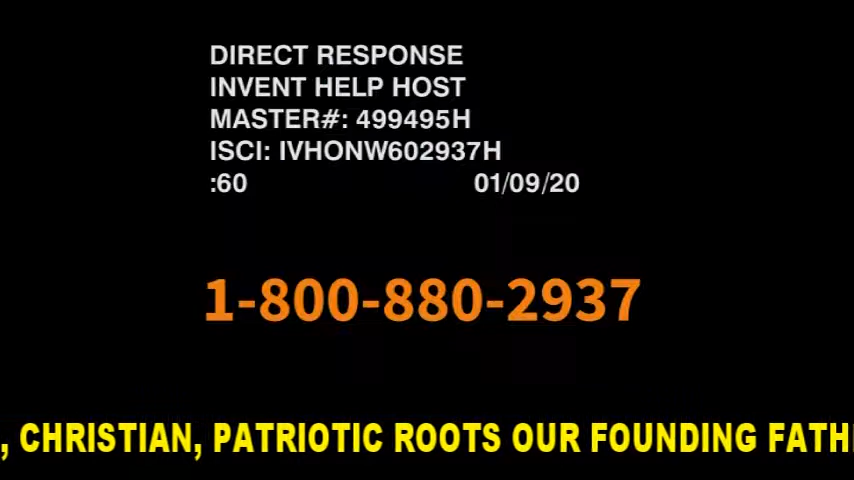 DIRECT RESPONSE
INVENT HELP HOST
MASTER#: 499495H
ISCI: IVHONW602937H
:60 01/09/20
1-800-880-2937
, CHRISTIAN, PATRIOTIC ROOTS OUR FOUNDING FATH